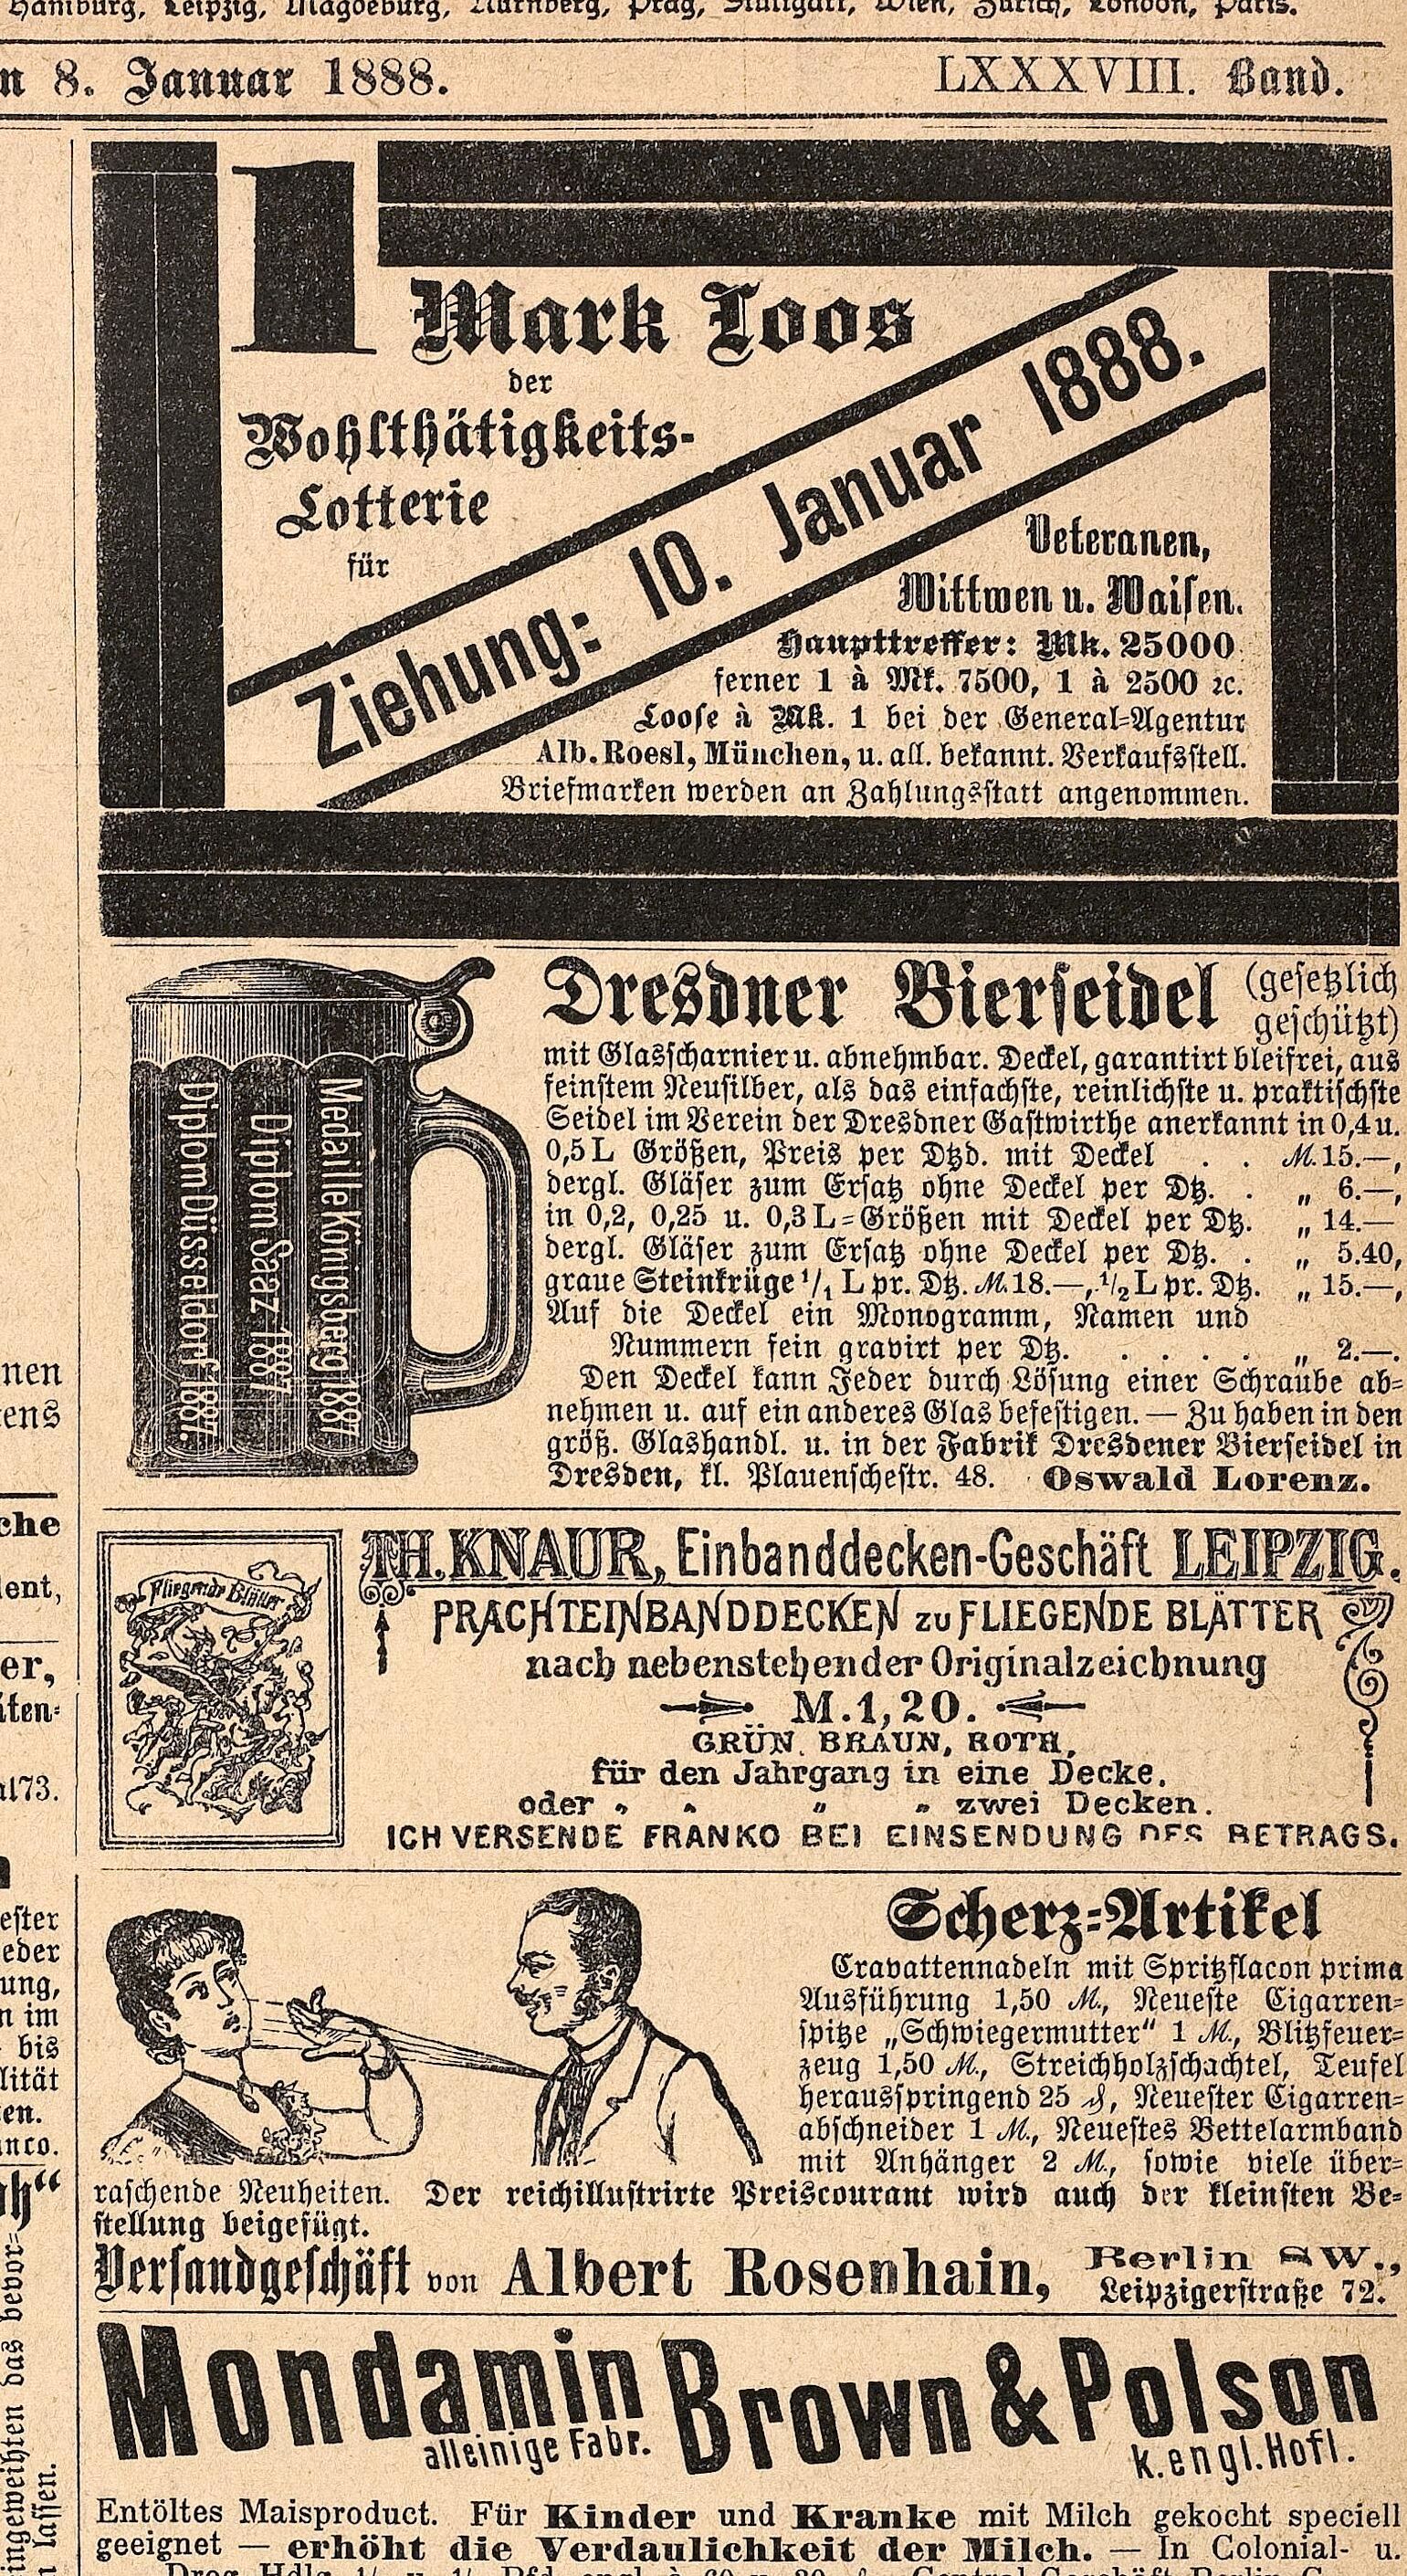 Hamburg, Leipzig, Magdeburg, Nürnberg, Prag, Stuttgart, Wien, Zürich, London, Paris.
8. Januar 1888. LXXXVIII. Band.
1
Mark Loos
der
Wohlthätigkeits-
Lotterie
für
Ziehung: 10. Januar 1888.
Veteranen,
Wittwen u. Waisen.
Haupttreffer: Mk. 25000
ferner 1 à Mk. 7500, 1 à 2500 ꝛc.
Loose à Mk. 1 bei der General-Agentur
Alb. Roesl, München, u. all. bekannt. Verkaufsstell.
Briefmarken werden an Zahlungsstatt angenommen.
Medaille Königsberg 1887
Diplom Saaz 1887
Diplom Düsseldorf 1887.
Dresdner Bierseidel (gesetzlich
geschützt)
mit Glasscharnier u. abnehmbar. Deckel, garantirt bleifrei, aus
feinstem Neusilber, als das einfachste, reinlichste u. praktischste
Seidel im Verein der Dresdner Gastwirthe anerkannt in 0,4 u.
0,5 L Größen, Preis per Dtzd. mit Deckel . . M. 15.—,
dergl. Gläser zum Ersatz ohne Deckel per Dtz. . „ 6.—,
in 0,2, 0,25 u. 0,3 L-Größen mit Deckel per Dtz. „ 14.—
dergl. Gläser zum Ersatz ohne Deckel per Dtz. . „ 5.40,
graue Steinkrüge 1/1 L pr. Dtz. M. 18.—, 1/2 L pr. Dtz. „ 15.—,
Auf die Deckel ein Monogramm, Namen und
Nummern fein gravirt per Dtz. . . . . . „ 2.—.
Den Deckel kann Jeder durch Lösung einer Schraube ab-
nehmen u. auf ein anderes Glas befestigen. — Zu haben in den
größ. Glashandl. u. in der Fabrik Dresdener Bierseidel in
Dresden, kl. Plauenschestr. 48. Oswald Lorenz.
Fliegende Blätter
TH. KNAUR, Einbanddecken-Geschäft LEIPZIG.
PRACHTEINBANDDECKEN zu FLIEGENDE BLÄTTER
nach nebenstehender Originalzeichnung
M. 1,20.
GRÜN, BRAUN, ROTH,
für den Jahrgang in eine Decke.
oder „ „ „ „ zwei Decken.
ICH VERSENDE FRANKO BEI EINSENDUNG DES BETRAGS.
Scherz-Artikel
Cravattennadeln mit Spritzflacon prima
Ausführung 1,50 M., Neueste Cigarren-
spitze „Schwiegermutter“ 1 M., Blitzfeuer-
zeug 1,50 M., Streichholzschachtel, Teufel
herausspringend 25 ₰, Neuester Cigarren-
abschneider 1 M., Neuestes Bettelarmband
mit Anhänger 2 M., sowie viele über-
raschende Neuheiten. Der reichillustrirte Preiscourant wird auch der kleinsten Be-
stellung beigefügt.
Versandgeschäft von Albert Rosenhain, Berlin SW.,
Leipzigerstraße 72.
Mondamin Brown & Polson
alleinige Fabr. k. engl. Hofl.
Entöltes Maisproduct. Für Kinder und Kranke mit Milch gekocht speciell
geeignet — erhöht die Verdaulichkeit der Milch. — In Colonial- u.